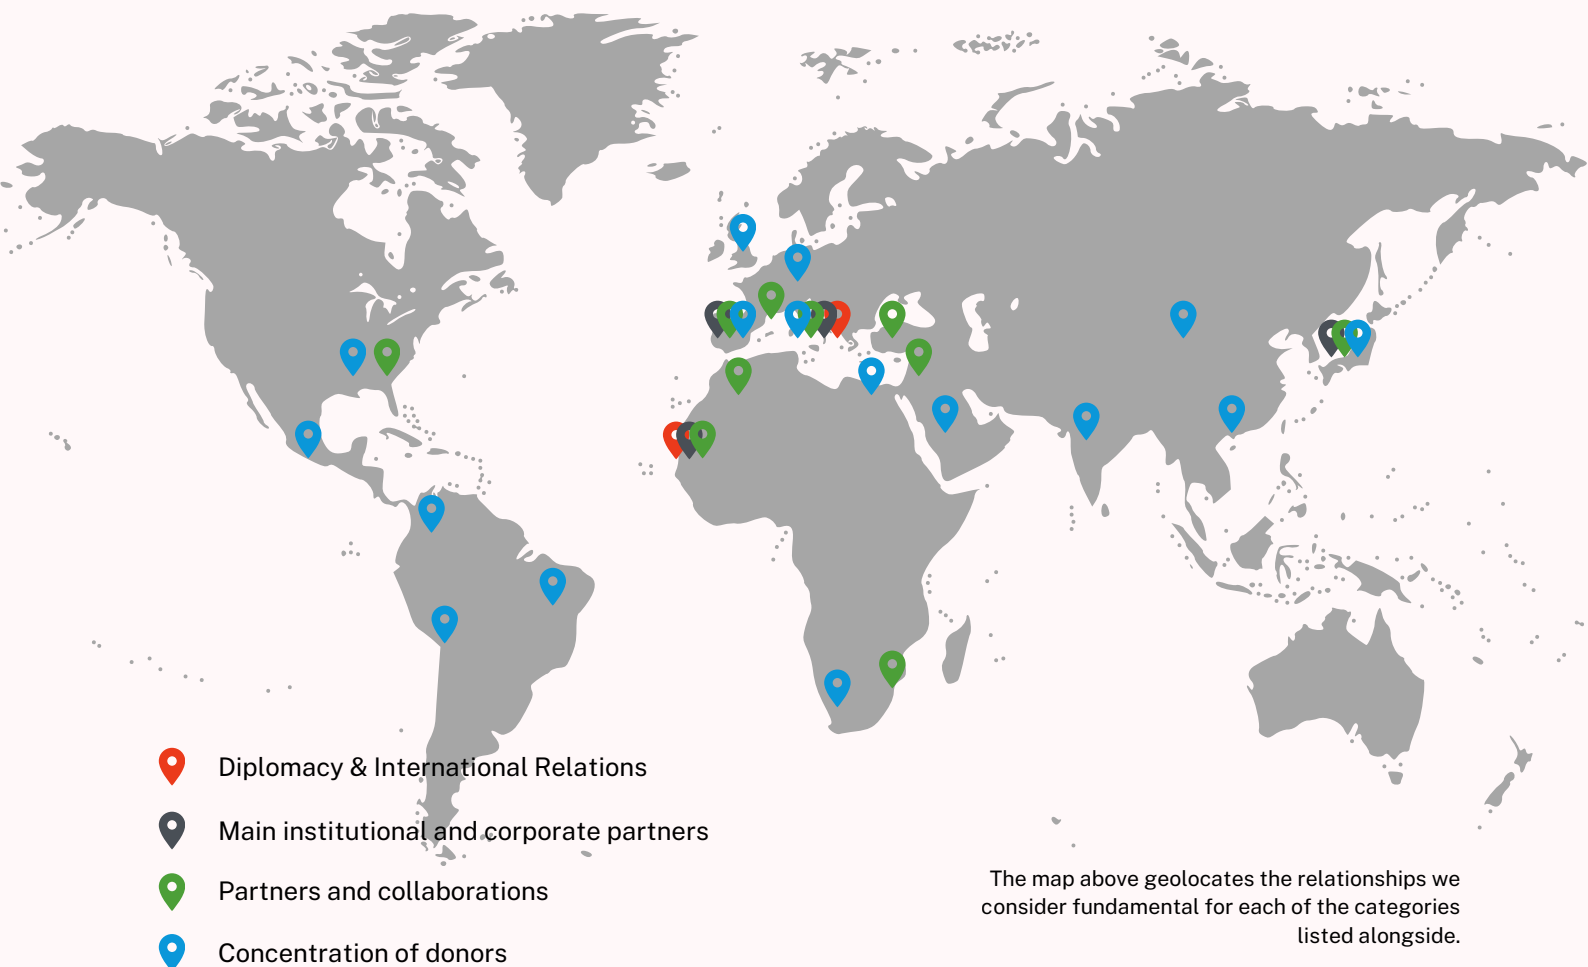 Diplomacy & International Relations
Main institutional and corporate partners
Partners and collaborations
Concentration of donors
The map above geolocates the relationships we
consider fundamental for each of the categories
listed alongside.